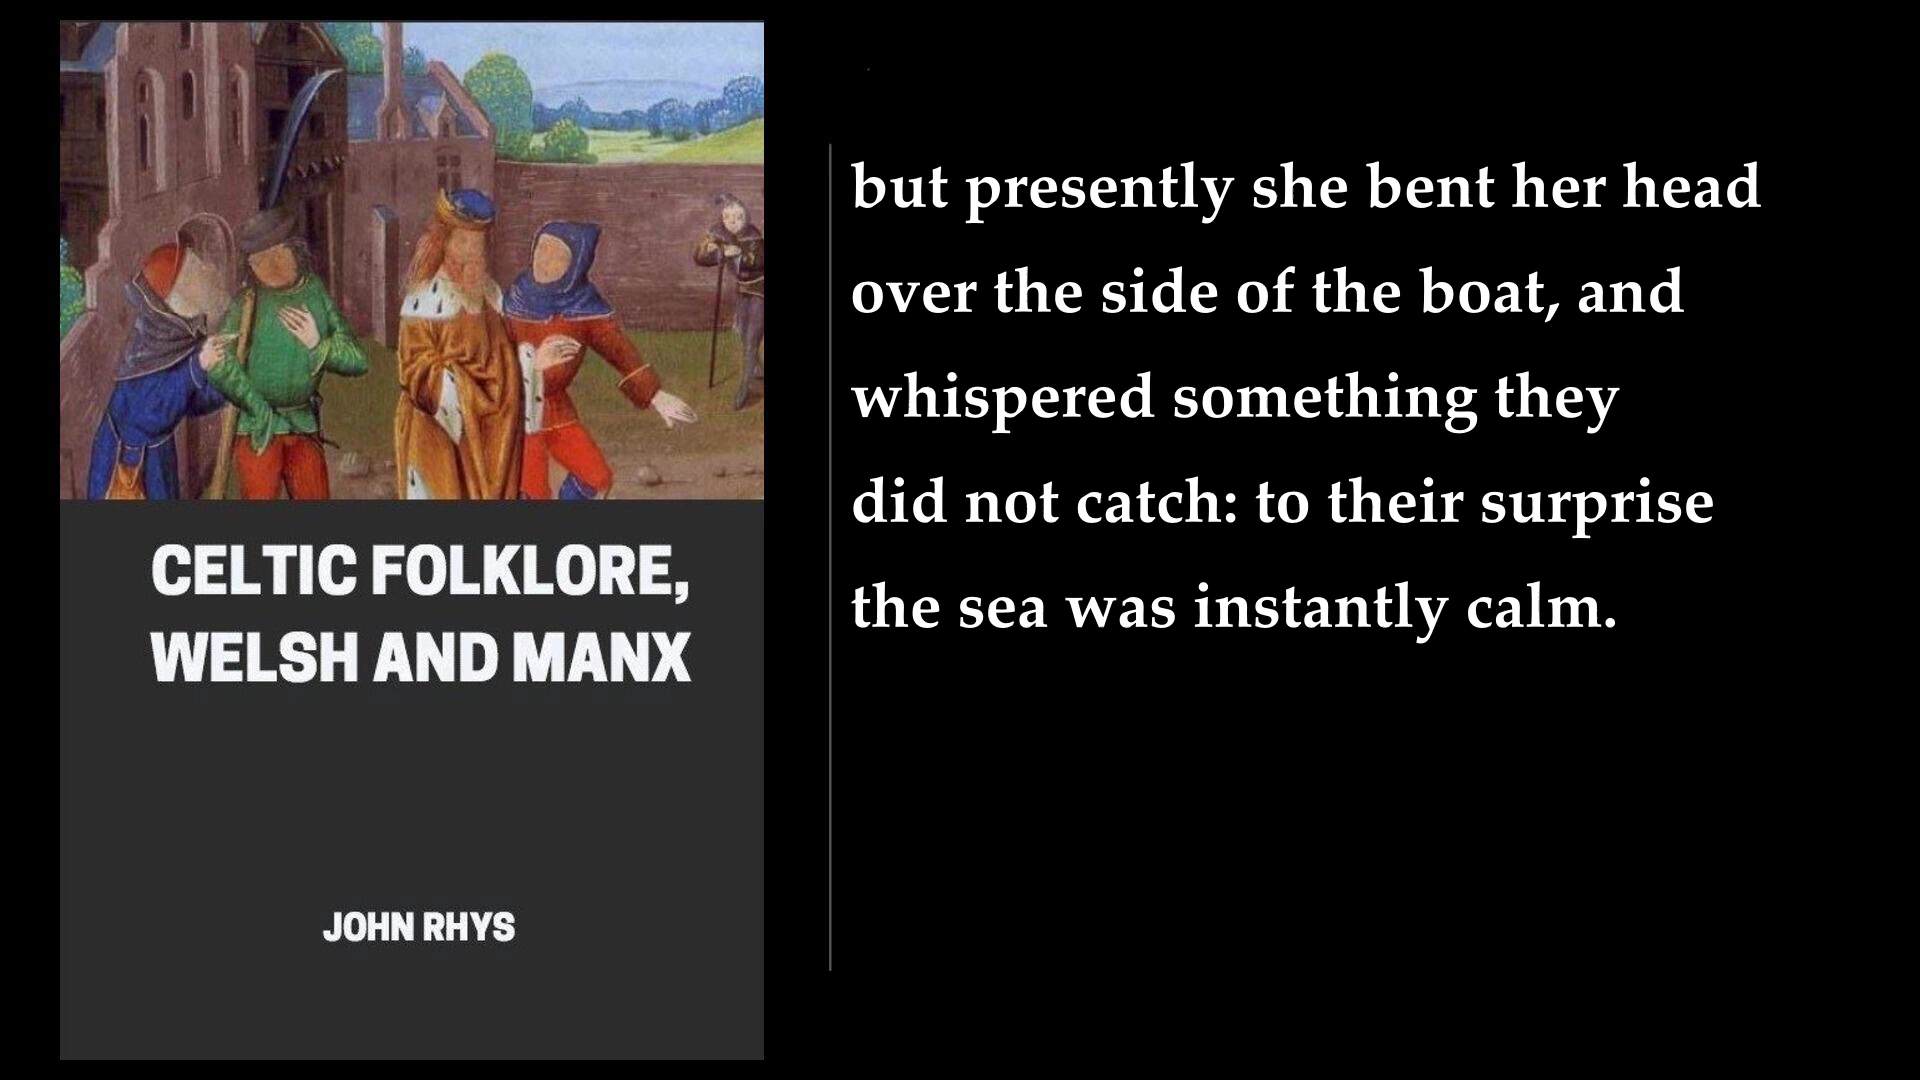 CELTIC FOLKLORE,
WELSH AND MANX
JOHN RHYS
but presently she bent her head
over the side of the boat, and
whispered something they
did not catch: to their surprise
the sea was instantly calm.